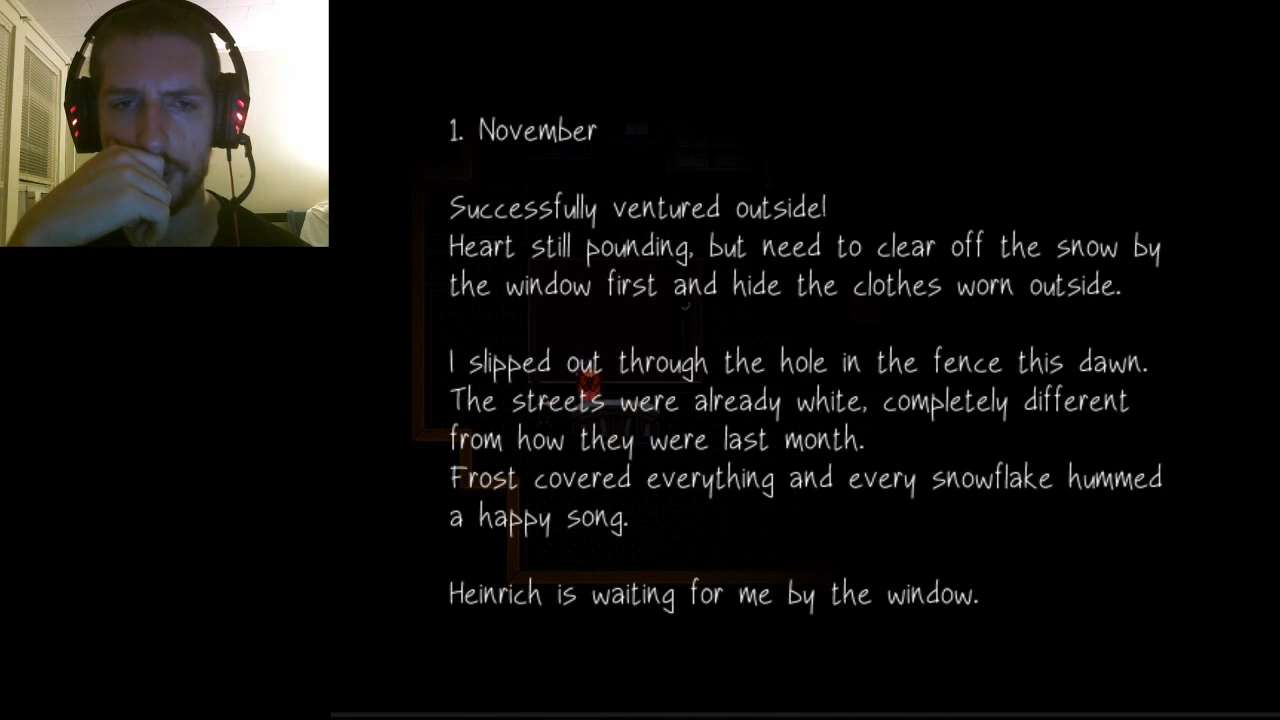 1. November
Successfully ventured outside!
Heart still pounding, but need to clear off the snow by
the window first and hide the clothes worn outside.
I slipped out through the hole in the fence this dawn.
The streets were already white, completely different
from how they were last month.
Frost covered everything and every snowflake hummed
a happy song.
Heinrich is waiting for me by the window.